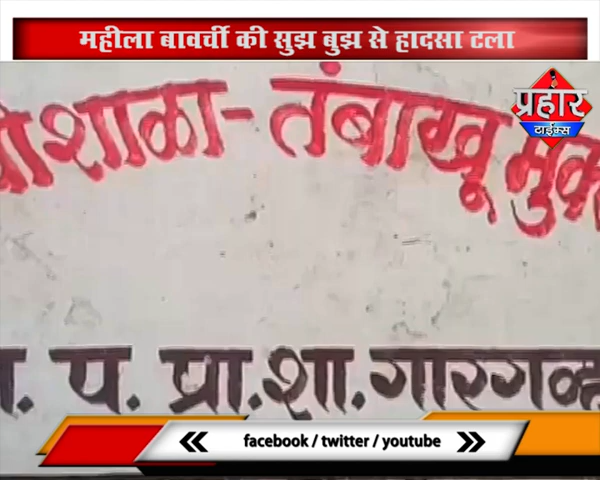 महीला बावर्ची की सुझ बुझ से हादसा टला
प्रहार
टाईम्स
शाळा - तंबाखू मुक्त
प. प्रा. शा. गारगव्हा
facebook / twitter / youtube